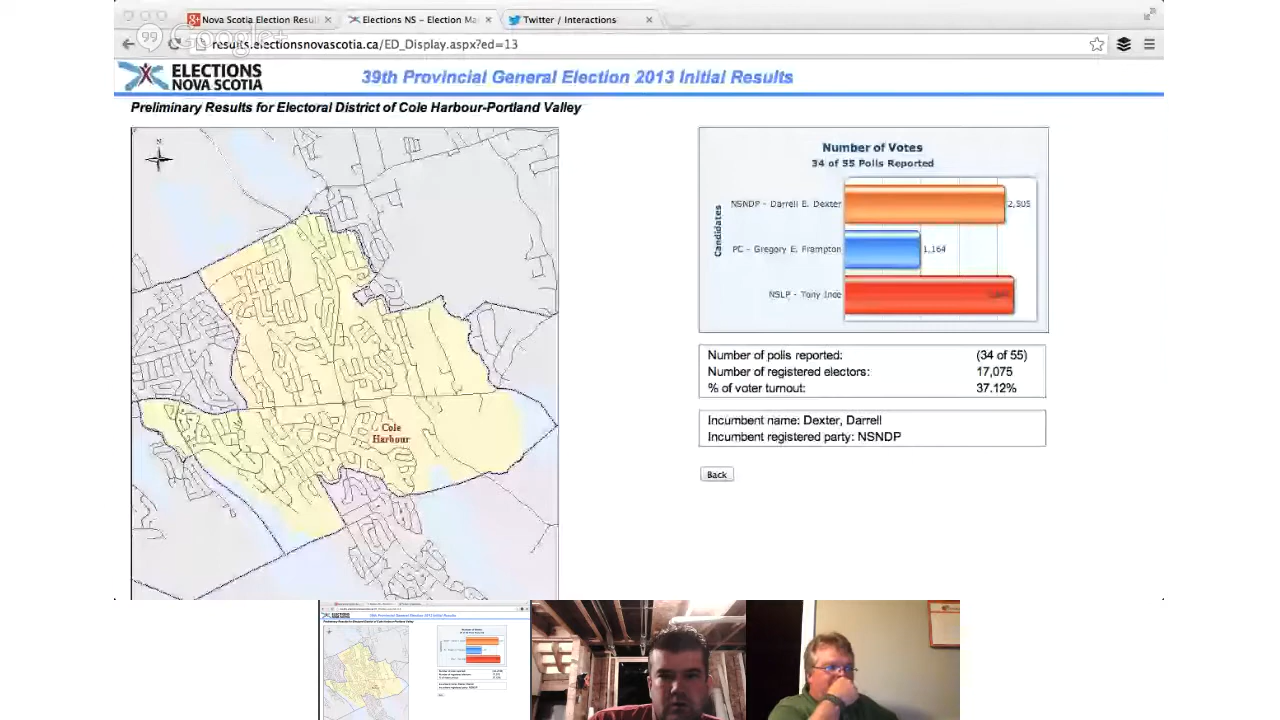 Nova Scotia Election Resul
Elections NS – Election Ma
Twitter / Interactions
Google+
results.electionsnovascotia.ca/ED_Display.aspx?ed=13
ELECTIONS
NOVA SCOTIA
39th Provincial General Election 2013 Initial Results
Preliminary Results for Electoral District of Cole Harbour-Portland Valley
N
Cole
Harbour
Number of Votes
34 of 55 Polls Reported
Candidates
NSNDP - Darrell E. Dexter
2,505
PC - Gregory E. Frampton
1,164
NSLP - Tony Ince
Number of polls reported: (34 of 55)
Number of registered electors: 17,075
% of voter turnout: 37.12%
Incumbent name: Dexter, Darrell
Incumbent registered party: NSNDP
Back